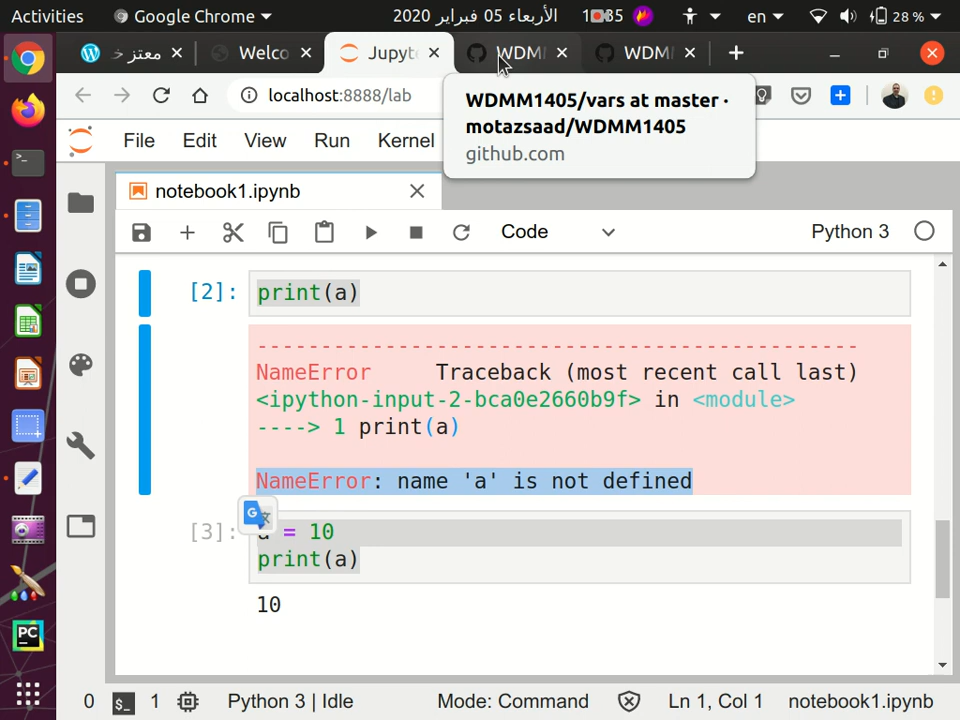 Activities
Google Chrome
الأربعاء 05 فبراير 2020
en
28 %
معتز خ
Welco
Jupyt
WDM
WDM
localhost:8888/lab
WDMM1405/vars at master ·
motazsaad/WDMM1405
github.com
File
Edit
View
Run
Kernel
notebook1.ipynb
Code
Python 3
[2]:
print(a)
-----------------------------------------------
NameError Traceback (most recent call last)
<ipython-input-2-bca0e2660b9f> in <module>
----> 1 print(a)
NameError: name 'a' is not defined
[3]:
= 10
print(a)
10
0
$_
1
Python 3 | Idle
Mode: Command
Ln 1, Col 1
notebook1.ipynb
PC